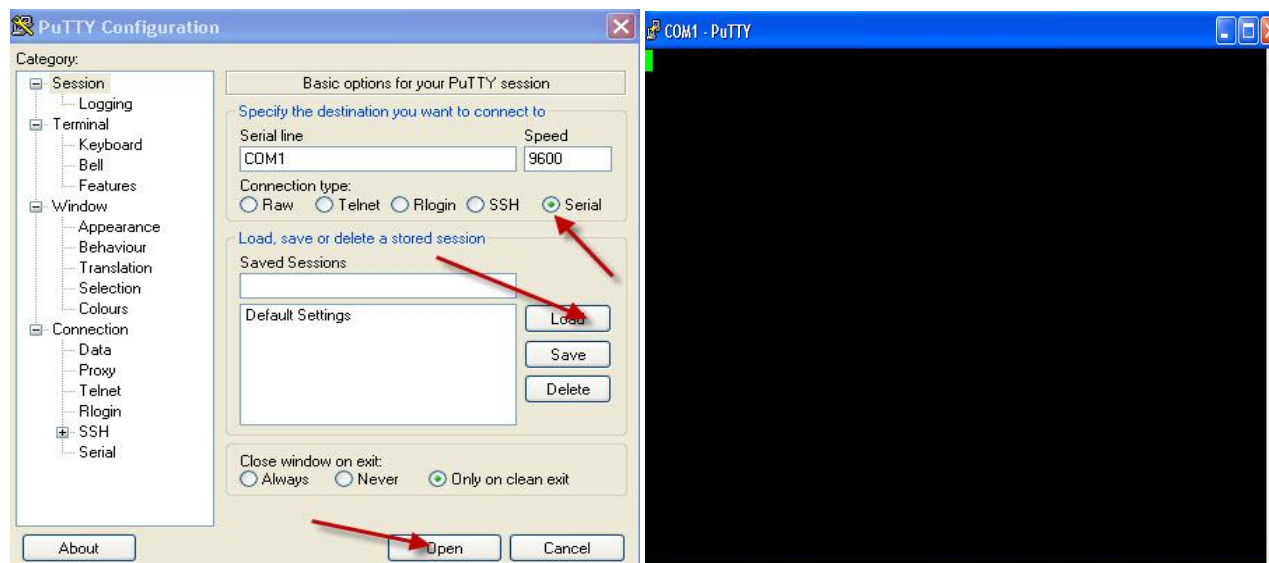 PuTTY Configuration
Category:
Session
Logging
Terminal
Keyboard
Bell
Features
Window
Appearance
Behaviour
Translation
Selection
Colours
Connection
Data
Proxy
Telnet
Rlogin
SSH
Serial
Basic options for your PuTTY session
Specify the destination you want to connect to
Serial line Speed
COM1 9600
Connection type:
Raw Telnet Rlogin SSH Serial
Load, save or delete a stored session
Saved Sessions
Default Settings
Load
Save
Delete
Close window on exit:
Always Never Only on clean exit
About Open Cancel
COM1 - PuTTY